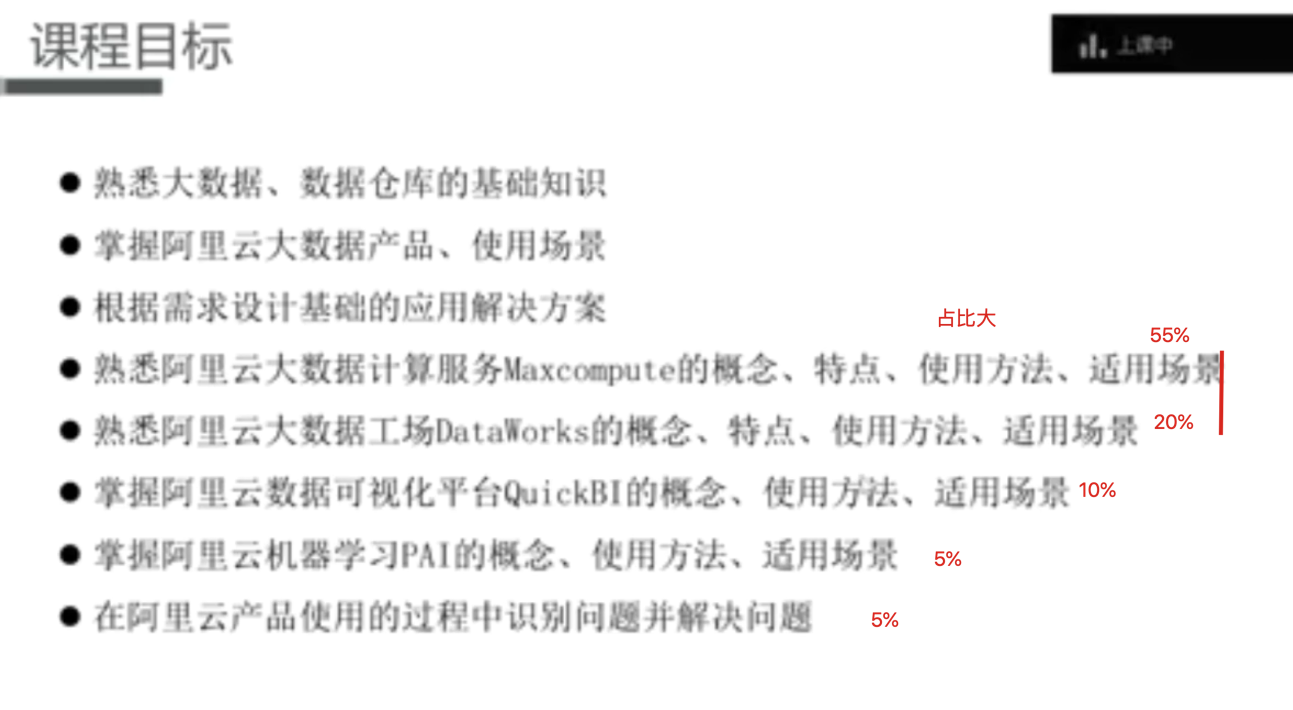 课程目标
上课中
● 熟悉大数据、数据仓库的基础知识
● 掌握阿里云大数据产品、使用场景
● 根据需求设计基础的应用解决方案
占比大
55%
● 熟悉阿里云大数据计算服务Maxcompute的概念、特点、使用方法、适用场景
● 熟悉阿里云大数据工场DataWorks的概念、特点、使用方法、适用场景 20%
● 掌握阿里云数据可视化平台QuickBI的概念、使用方法、适用场景 10%
● 掌握阿里云机器学习PAI的概念、使用方法、适用场景 5%
● 在阿里云产品使用的过程中识别问题并解决问题 5%